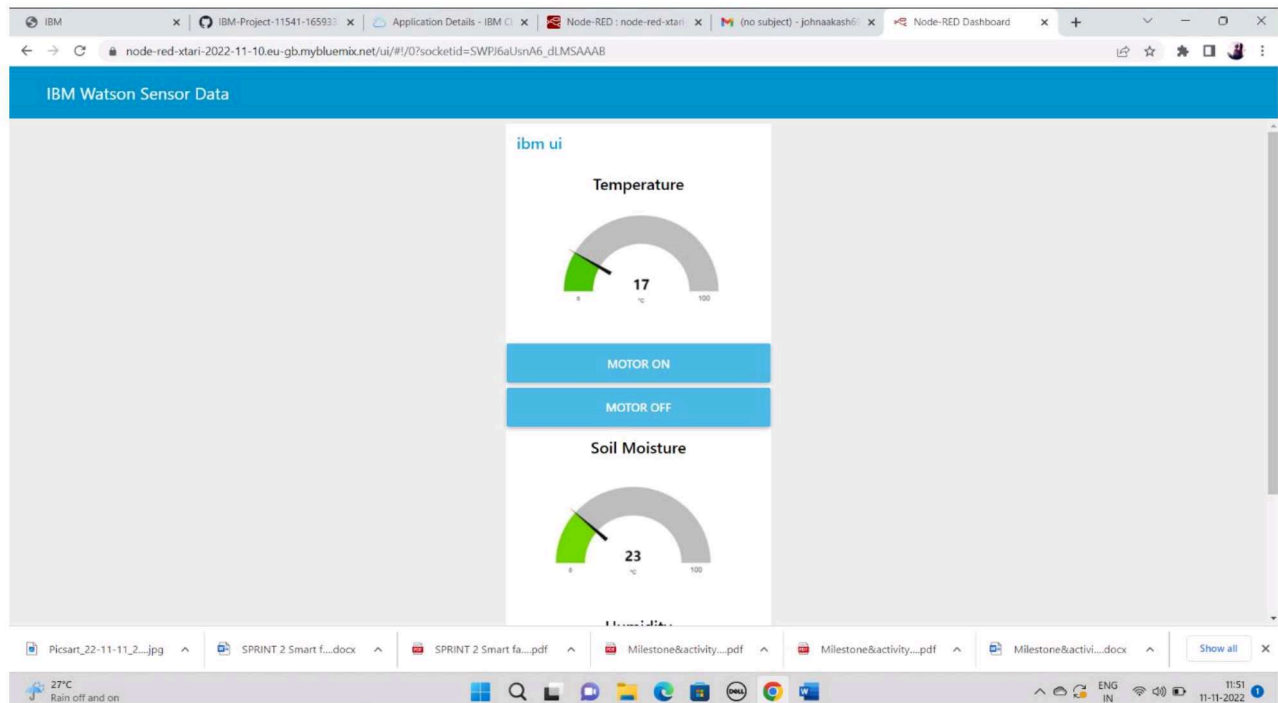 IBM
IBM-Project-11541-165933
Application Details - IBM Cl
Node-RED : node-red-xtari
(no subject) - johnaakash6
Node-RED Dashboard
node-red-xtari-2022-11-10.eu-gb.mybluemix.net/ui/#!/0?socketid=SWPJ6aUsnA6_dLMSAAAB
IBM Watson Sensor Data
ibm ui
Temperature
17
0 °C 100
MOTOR ON
MOTOR OFF
Soil Moisture
23
0 °C 100
Humidity
Picsart_22-11-11_2....jpg
SPRINT 2 Smart f....docx
SPRINT 2 Smart fa....pdf
Milestone&activity....pdf
Milestone&activity....pdf
Milestone&activi....docx
Show all
27°C
Rain off and on
DELL
ENG
IN
11:51
11-11-2022
1